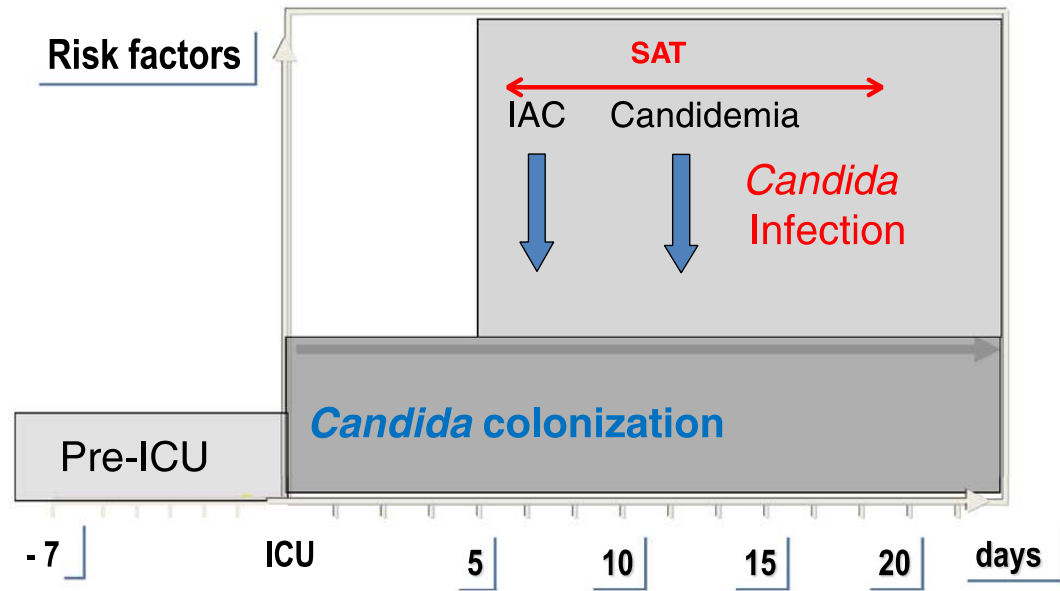 Risk factors
SAT
IAC Candidemia
Candida
Infection
Candida colonization
Pre-ICU
- 7 ICU 5 10 15 20 days